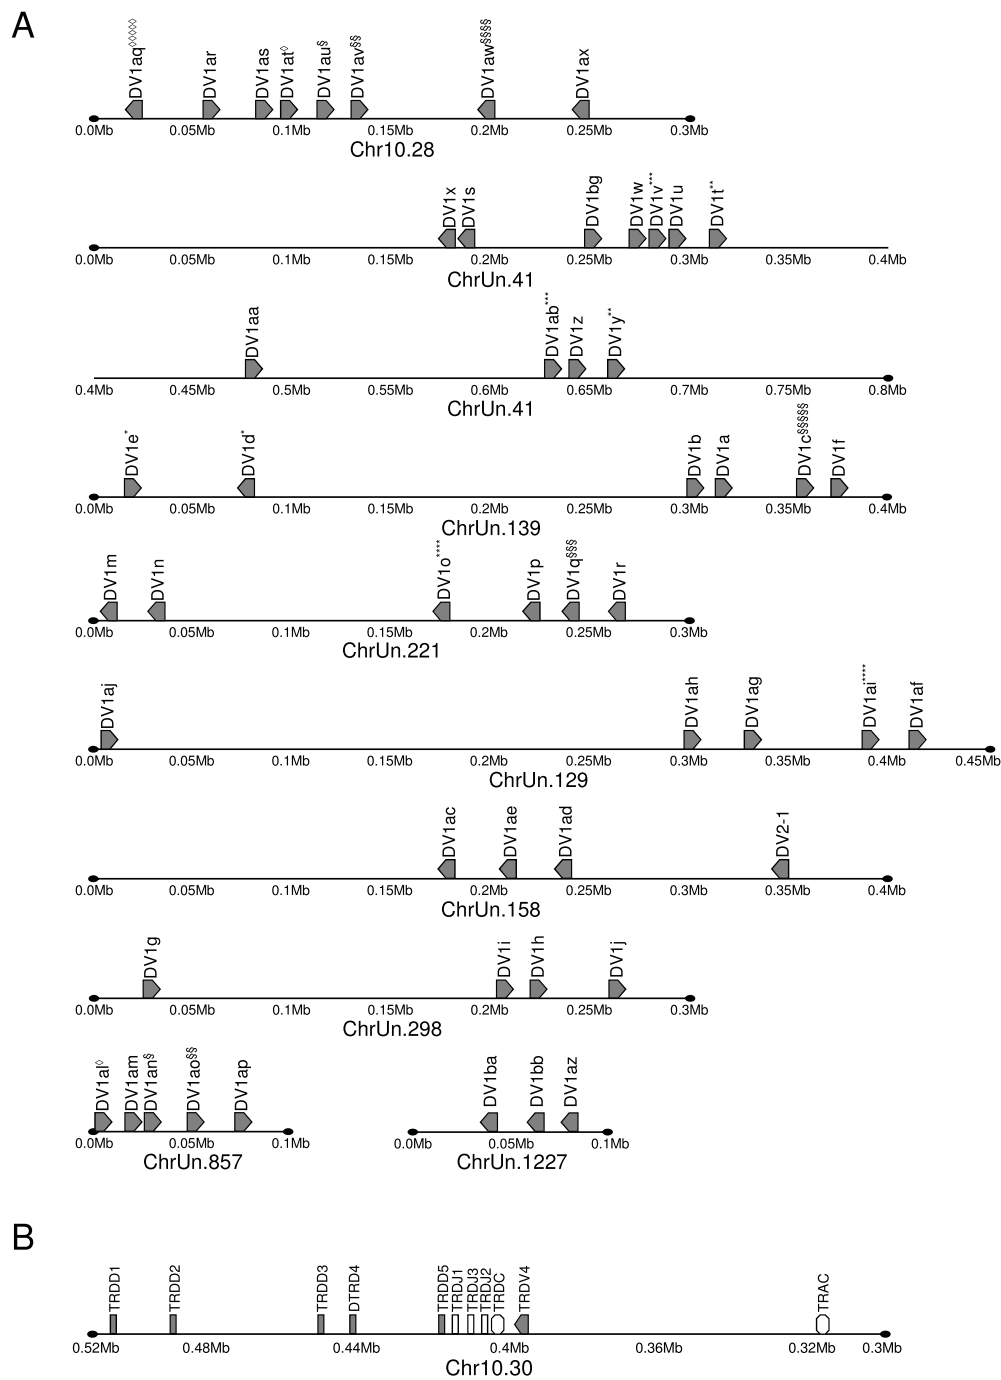 A
DV1aq◊◊◊◊◊ DV1ar DV1as DV1at◊ DV1au§ DV1av§§ DV1aw§§§§ DV1ax
0.0Mb 0.05Mb 0.1Mb 0.15Mb 0.2Mb 0.25Mb 0.3Mb
Chr10.28
DV1x DV1s DV1bg DV1w DV1v**** DV1u DV1t**
0.0Mb 0.05Mb 0.1Mb 0.15Mb 0.2Mb 0.25Mb 0.3Mb 0.35Mb 0.4Mb
ChrUn.41
DV1aa DV1ab**** DV1z DV1y**
0.4Mb 0.45Mb 0.5Mb 0.55Mb 0.6Mb 0.65Mb 0.7Mb 0.75Mb 0.8Mb
ChrUn.41
DV1e* DV1d* DV1b DV1a DV1c§§§§§ DV1f
0.0Mb 0.05Mb 0.1Mb 0.15Mb 0.2Mb 0.25Mb 0.3Mb 0.35Mb 0.4Mb
ChrUn.139
DV1m DV1n DV1o**** DV1p DV1q§§§ DV1r
0.0Mb 0.05Mb 0.1Mb 0.15Mb 0.2Mb 0.25Mb 0.3Mb
ChrUn.221
DV1aj DV1ah DV1ag DV1ai**** DV1af
0.0Mb 0.05Mb 0.1Mb 0.15Mb 0.2Mb 0.25Mb 0.3Mb 0.35Mb 0.4Mb 0.45Mb
ChrUn.129
DV1ac DV1ae DV1ad DV2-1
0.0Mb 0.05Mb 0.1Mb 0.15Mb 0.2Mb 0.25Mb 0.3Mb 0.35Mb 0.4Mb
ChrUn.158
DV1g DV1i DV1h DV1j
0.0Mb 0.05Mb 0.1Mb 0.15Mb 0.2Mb 0.25Mb 0.3Mb
ChrUn.298
DV1al◊ DV1am DV1an§ DV1ao§§ DV1ap DV1ba DV1bb DV1az
0.0Mb 0.05Mb 0.1Mb 0.0Mb 0.05Mb 0.1Mb
ChrUn.857 ChrUn.1227
B
TRDD1 TRDD2 TRDD3 DTRD4 TRDD5 TRDJ1 TRDJ3 TRDJ2 TRDC TRDV4 TRAC
0.52Mb 0.48Mb 0.44Mb 0.4Mb 0.36Mb 0.32Mb 0.3Mb
Chr10.30